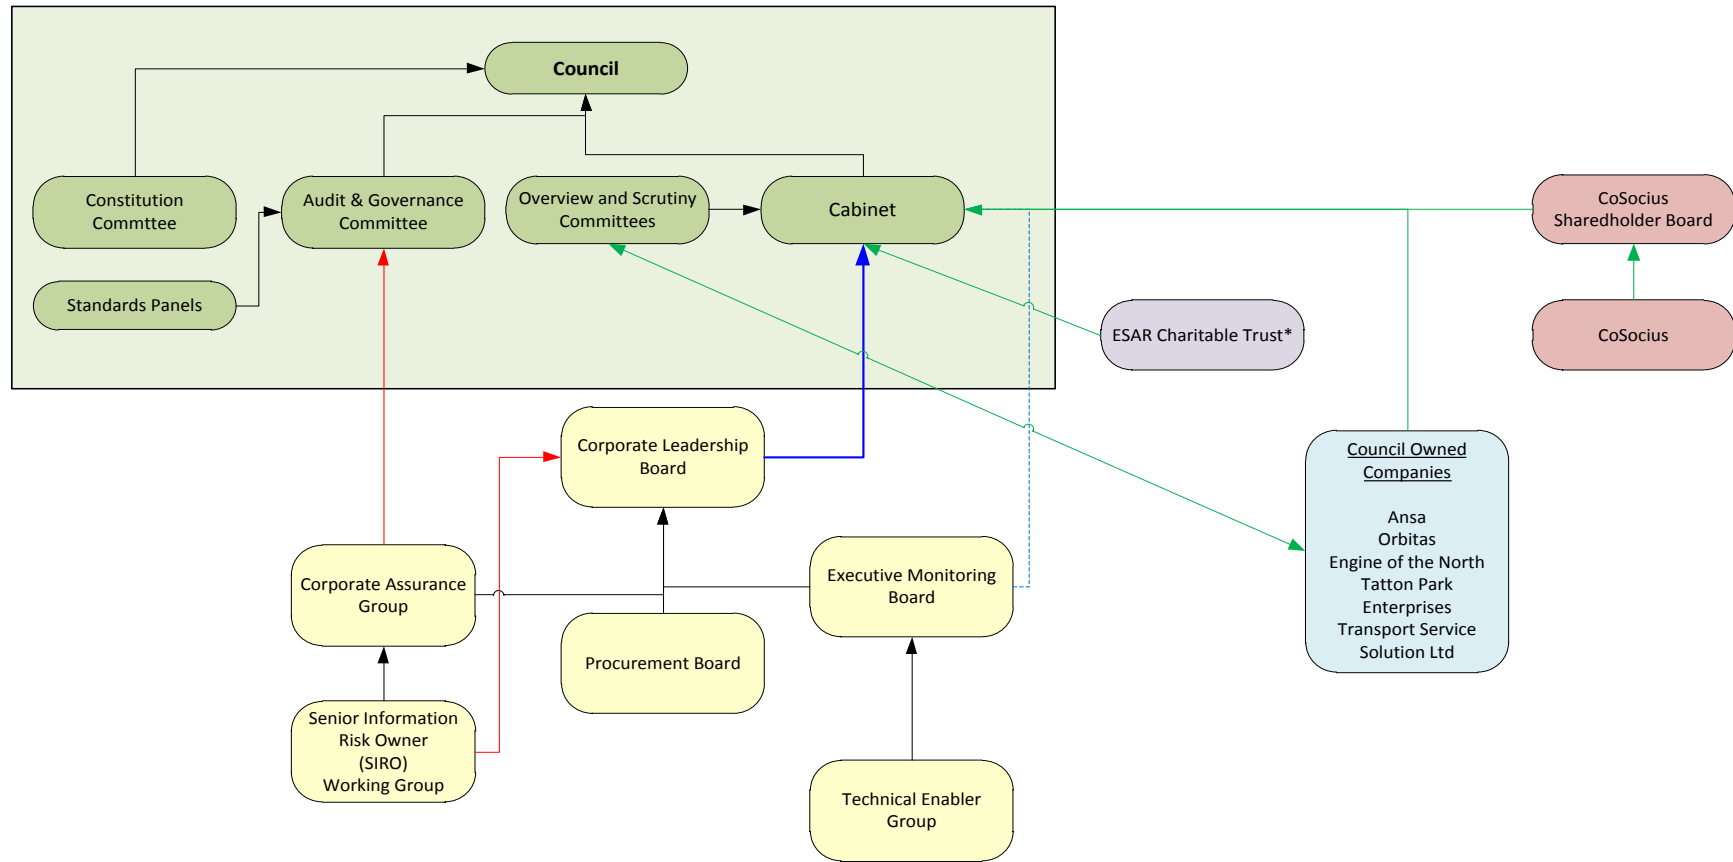 Council
Constitution
Commttee
Audit & Governance
Committee
Overview and Scrutiny
Committees
Cabinet
CoSocius
Sharedholder Board
Standards Panels
ESAR Charitable Trust*
CoSocius
Corporate Leadership
Board
Council Owned
Companies
Ansa
Orbitas
Engine of the North
Tatton Park
Enterprises
Transport Service
Solution Ltd
Corporate Assurance
Group
Executive Monitoring
Board
Procurement Board
Senior Information
Risk Owner
(SIRO)
Working Group
Technical Enabler
Group